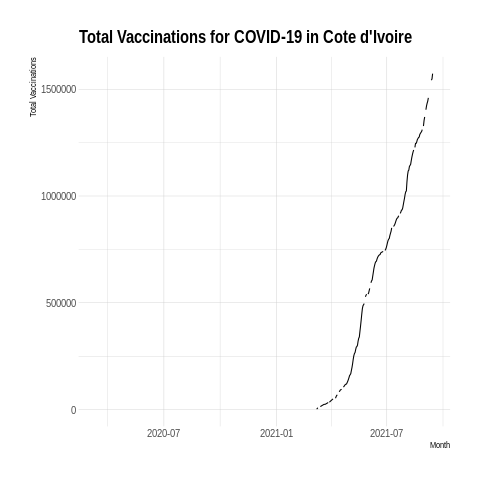 Total Vaccinations for COVID-19 in Cote d'Ivoire
Total Vaccinations
1500000
1000000
500000
0
2020-07 2021-01 2021-07
Month